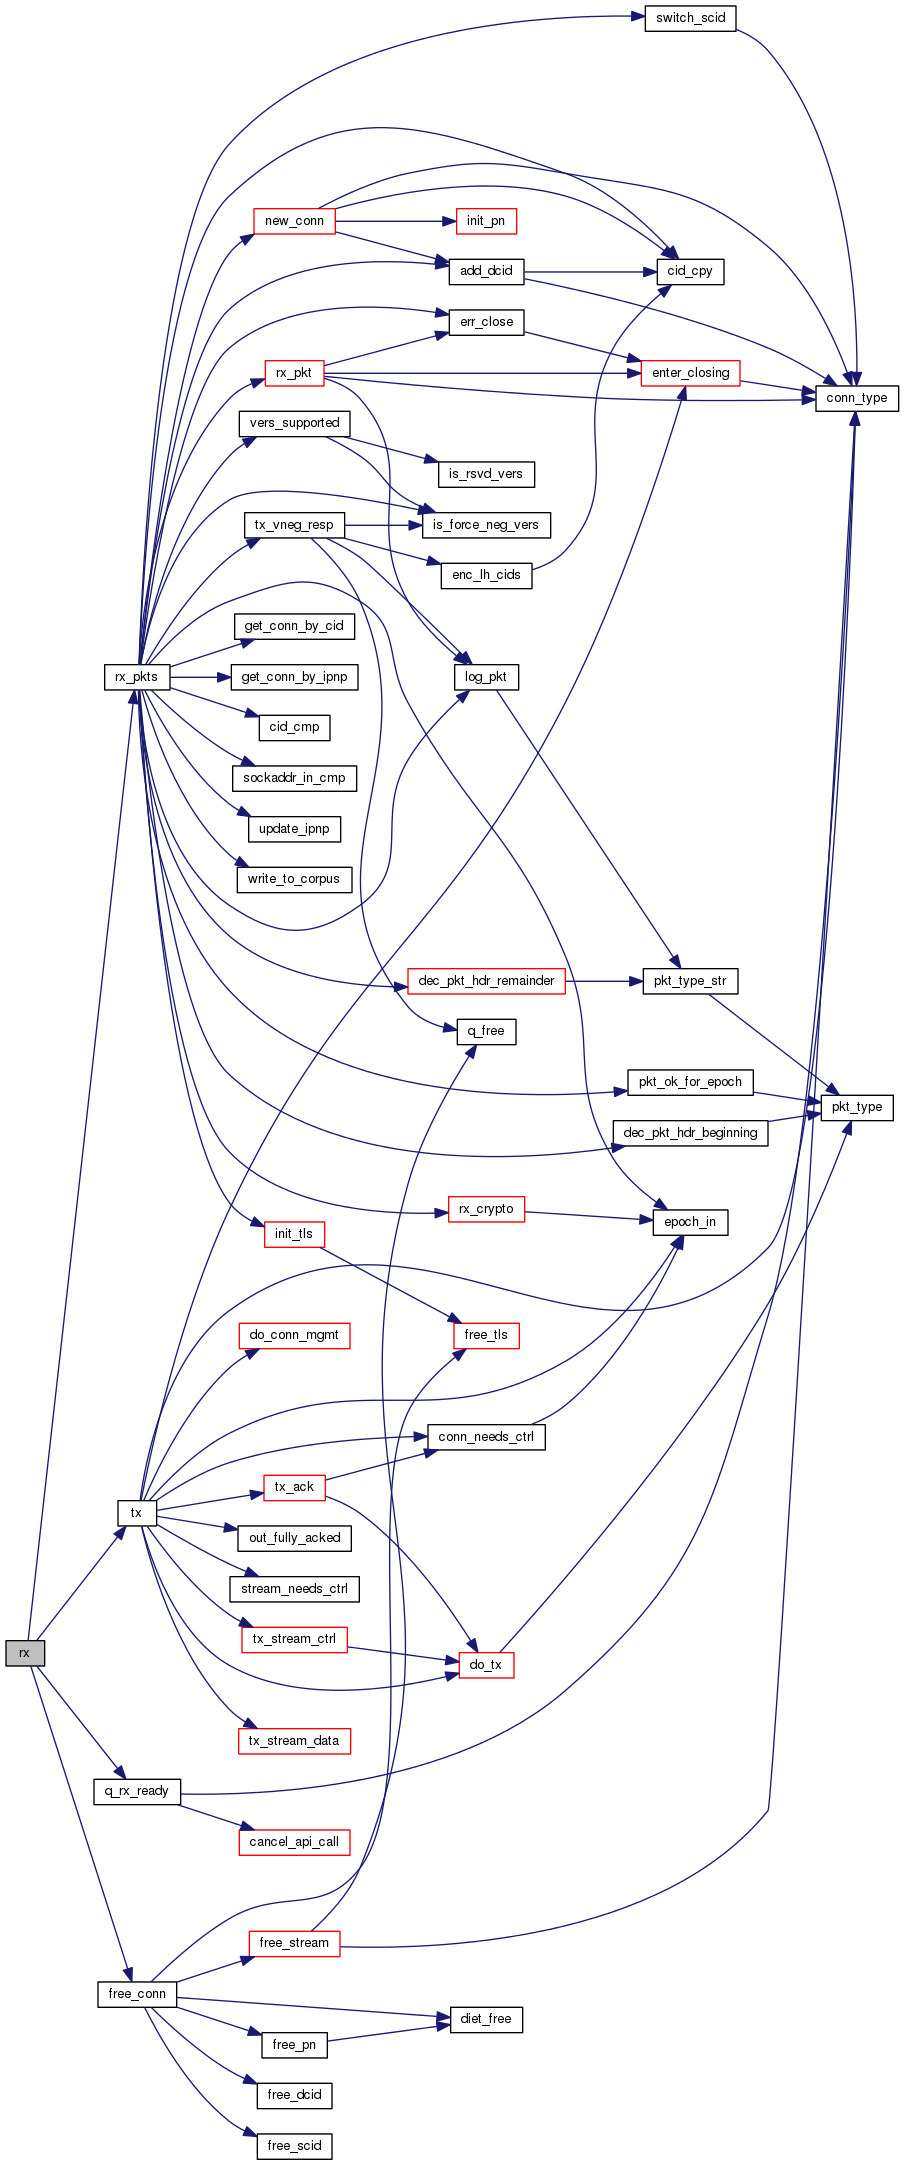 switch_scid
new_conn
init_pn
add_dcid
cid_cpy
err_close
rx_pkt
enter_closing
conn_type
vers_supported
is_rsvd_vers
tx_vneg_resp
is_force_neg_vers
enc_lh_cids
get_conn_by_cid
rx_pkts
get_conn_by_ipnp
log_pkt
cid_cmp
sockaddr_in_cmp
update_ipnp
write_to_corpus
dec_pkt_hdr_remainder
pkt_type_str
q_free
pkt_ok_for_epoch
pkt_type
dec_pkt_hdr_beginning
rx_crypto
epoch_in
init_tls
do_conn_mgmt
free_tls
conn_needs_ctrl
tx_ack
tx
out_fully_acked
stream_needs_ctrl
tx_stream_ctrl
rx
do_tx
tx_stream_data
q_rx_ready
cancel_api_call
free_stream
free_conn
diet_free
free_pn
free_dcid
free_scid